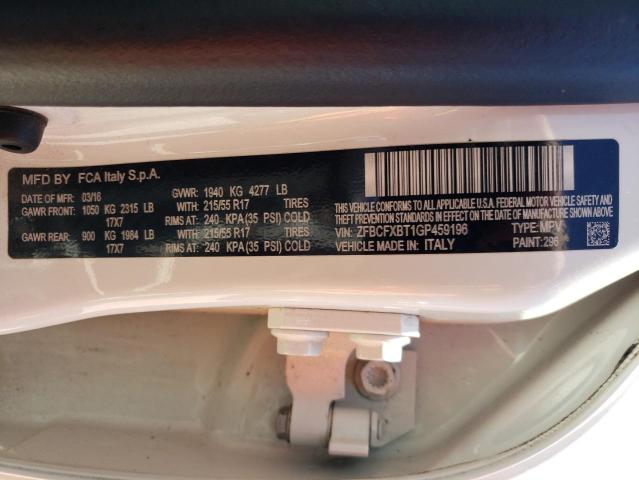 MFD BY FCA Italy S.p.A.
DATE OF MFR: 03/16 GVWR: 1940 KG 4277 LB
GAWR FRONT: 1050 KG 2315 LB WITH: 215/55 R17 TIRES
17X7 RIMS AT: 240 KPA(35 PSI) COLD
GAWR REAR: 900 KG 1984 LB WITH: 215/55 R17 TIRES
17X7 RIMS AT: 240 KPA(35 PSI) COLD
THIS VEHICLE CONFORMS TO ALL APPLICABLE U.S.A. FEDERAL MOTOR VEHICLE SAFETY
AND THEFT PREVENTION STANDARDS IN EFFECT ON THE DATE OF MANUFACTURE SHOWN ABOVE
VIN: ZFBCFXBT1GP459196 TYPE: MPV
VEHICLE MADE IN: ITALY PAINT: 296